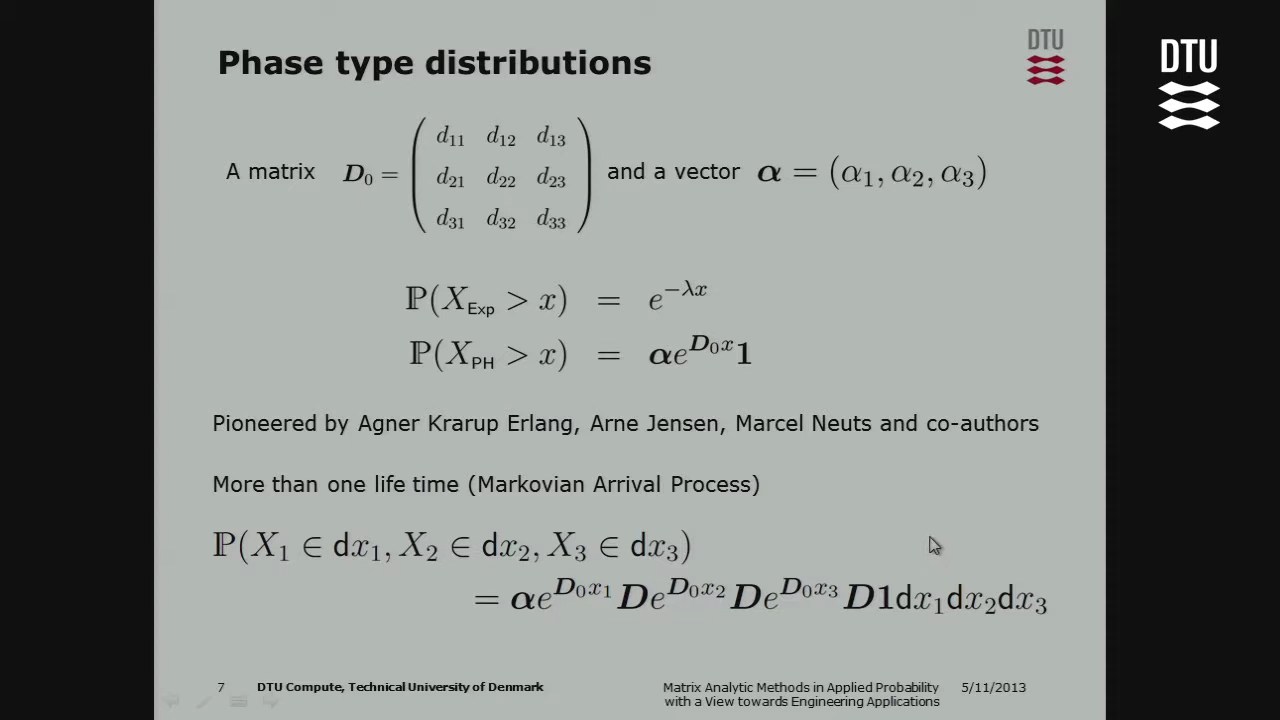 Phase type distributions
DTU
DTU
A matrix D₀ = ( d₁₁ d₁₂ d₁₃
d₂₁ d₂₂ d₂₃
d₃₁ d₃₂ d₃₃ ) and a vector α = (α₁, α₂, α₃)
ℙ(X_Exp > x) = e^{−λx}
ℙ(X_PH > x) = αe^{D₀x}1
Pioneered by Agner Krarup Erlang, Arne Jensen, Marcel Neuts and co-authors
More than one life time (Markovian Arrival Process)
ℙ(X₁ ∈ dx₁, X₂ ∈ dx₂, X₃ ∈ dx₃)
= αe^{D₀x₁}De^{D₀x₂}De^{D₀x₃}D1dx₁dx₂dx₃
7 DTU Compute, Technical University of Denmark
Matrix Analytic Methods in Applied Probability 5/11/2013
with a View towards Engineering Applications